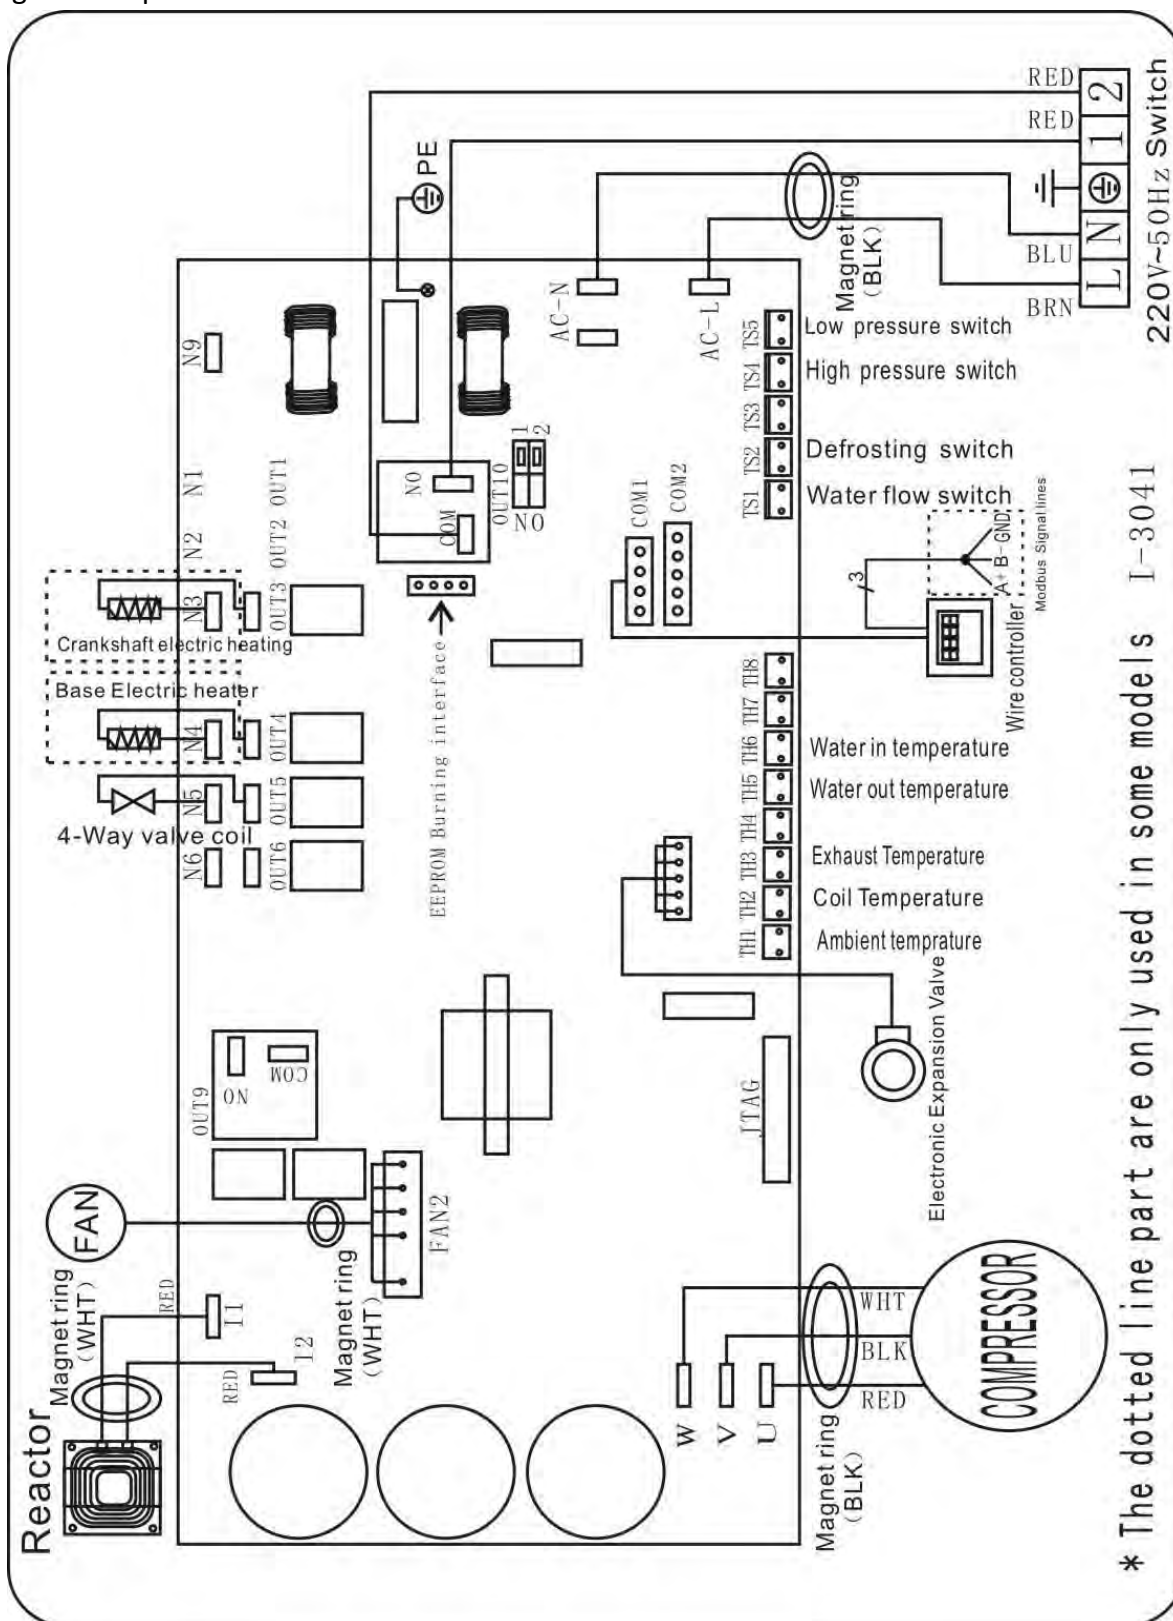 RED
RED
BLU
BRN
2
1
N
L
220V~50Hz Switch
PE
Magnet ring
(BLK)
AC-N
AC-L
N9
N1
N2
N3
N4
N5
N6
OUT1
OUT2
OUT3
OUT4
OUT5
OUT6
NO
COM
OUT10
1
2
NO
COM1
COM2
TS5
TS4
TS3
TS2
TS1
Low pressure switch
High pressure switch
Defrosting switch
Water flow switch
Crankshaft electric heating
Base Electric heater
4-Way valve coil
EEPROM Burning interface
3
A+ B- GND
Modbus Signal lines
Wire controller
TH8
TH7
TH6
TH5
TH4
TH3
TH2
TH1
Water in temperature
Water out temperature
Exhaust Temperature
Coil Temperature
Ambient temprature
Electronic Expansion Valve
OUT9
NO
COM
JTAG
FAN
FAN2
Magnet ring
(WHT)
Magnet ring
(WHT)
RED
RED
I1
I2
Reactor
W
V
U
WHT
BLK
RED
Magnet ring
(BLK)
COMPRESSOR
* The dotted line part are only used in some models L-3041